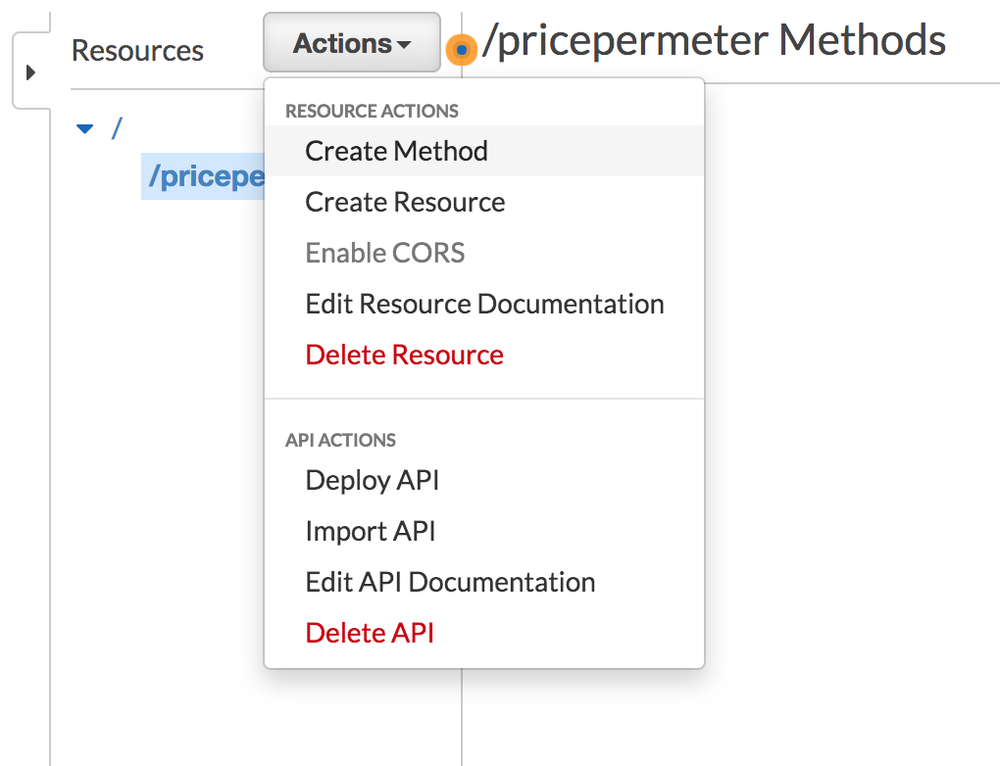 Resources
Actions
/pricepermeter Methods
/
/pricepe
RESOURCE ACTIONS
Create Method
Create Resource
Enable CORS
Edit Resource Documentation
Delete Resource
API ACTIONS
Deploy API
Import API
Edit API Documentation
Delete API